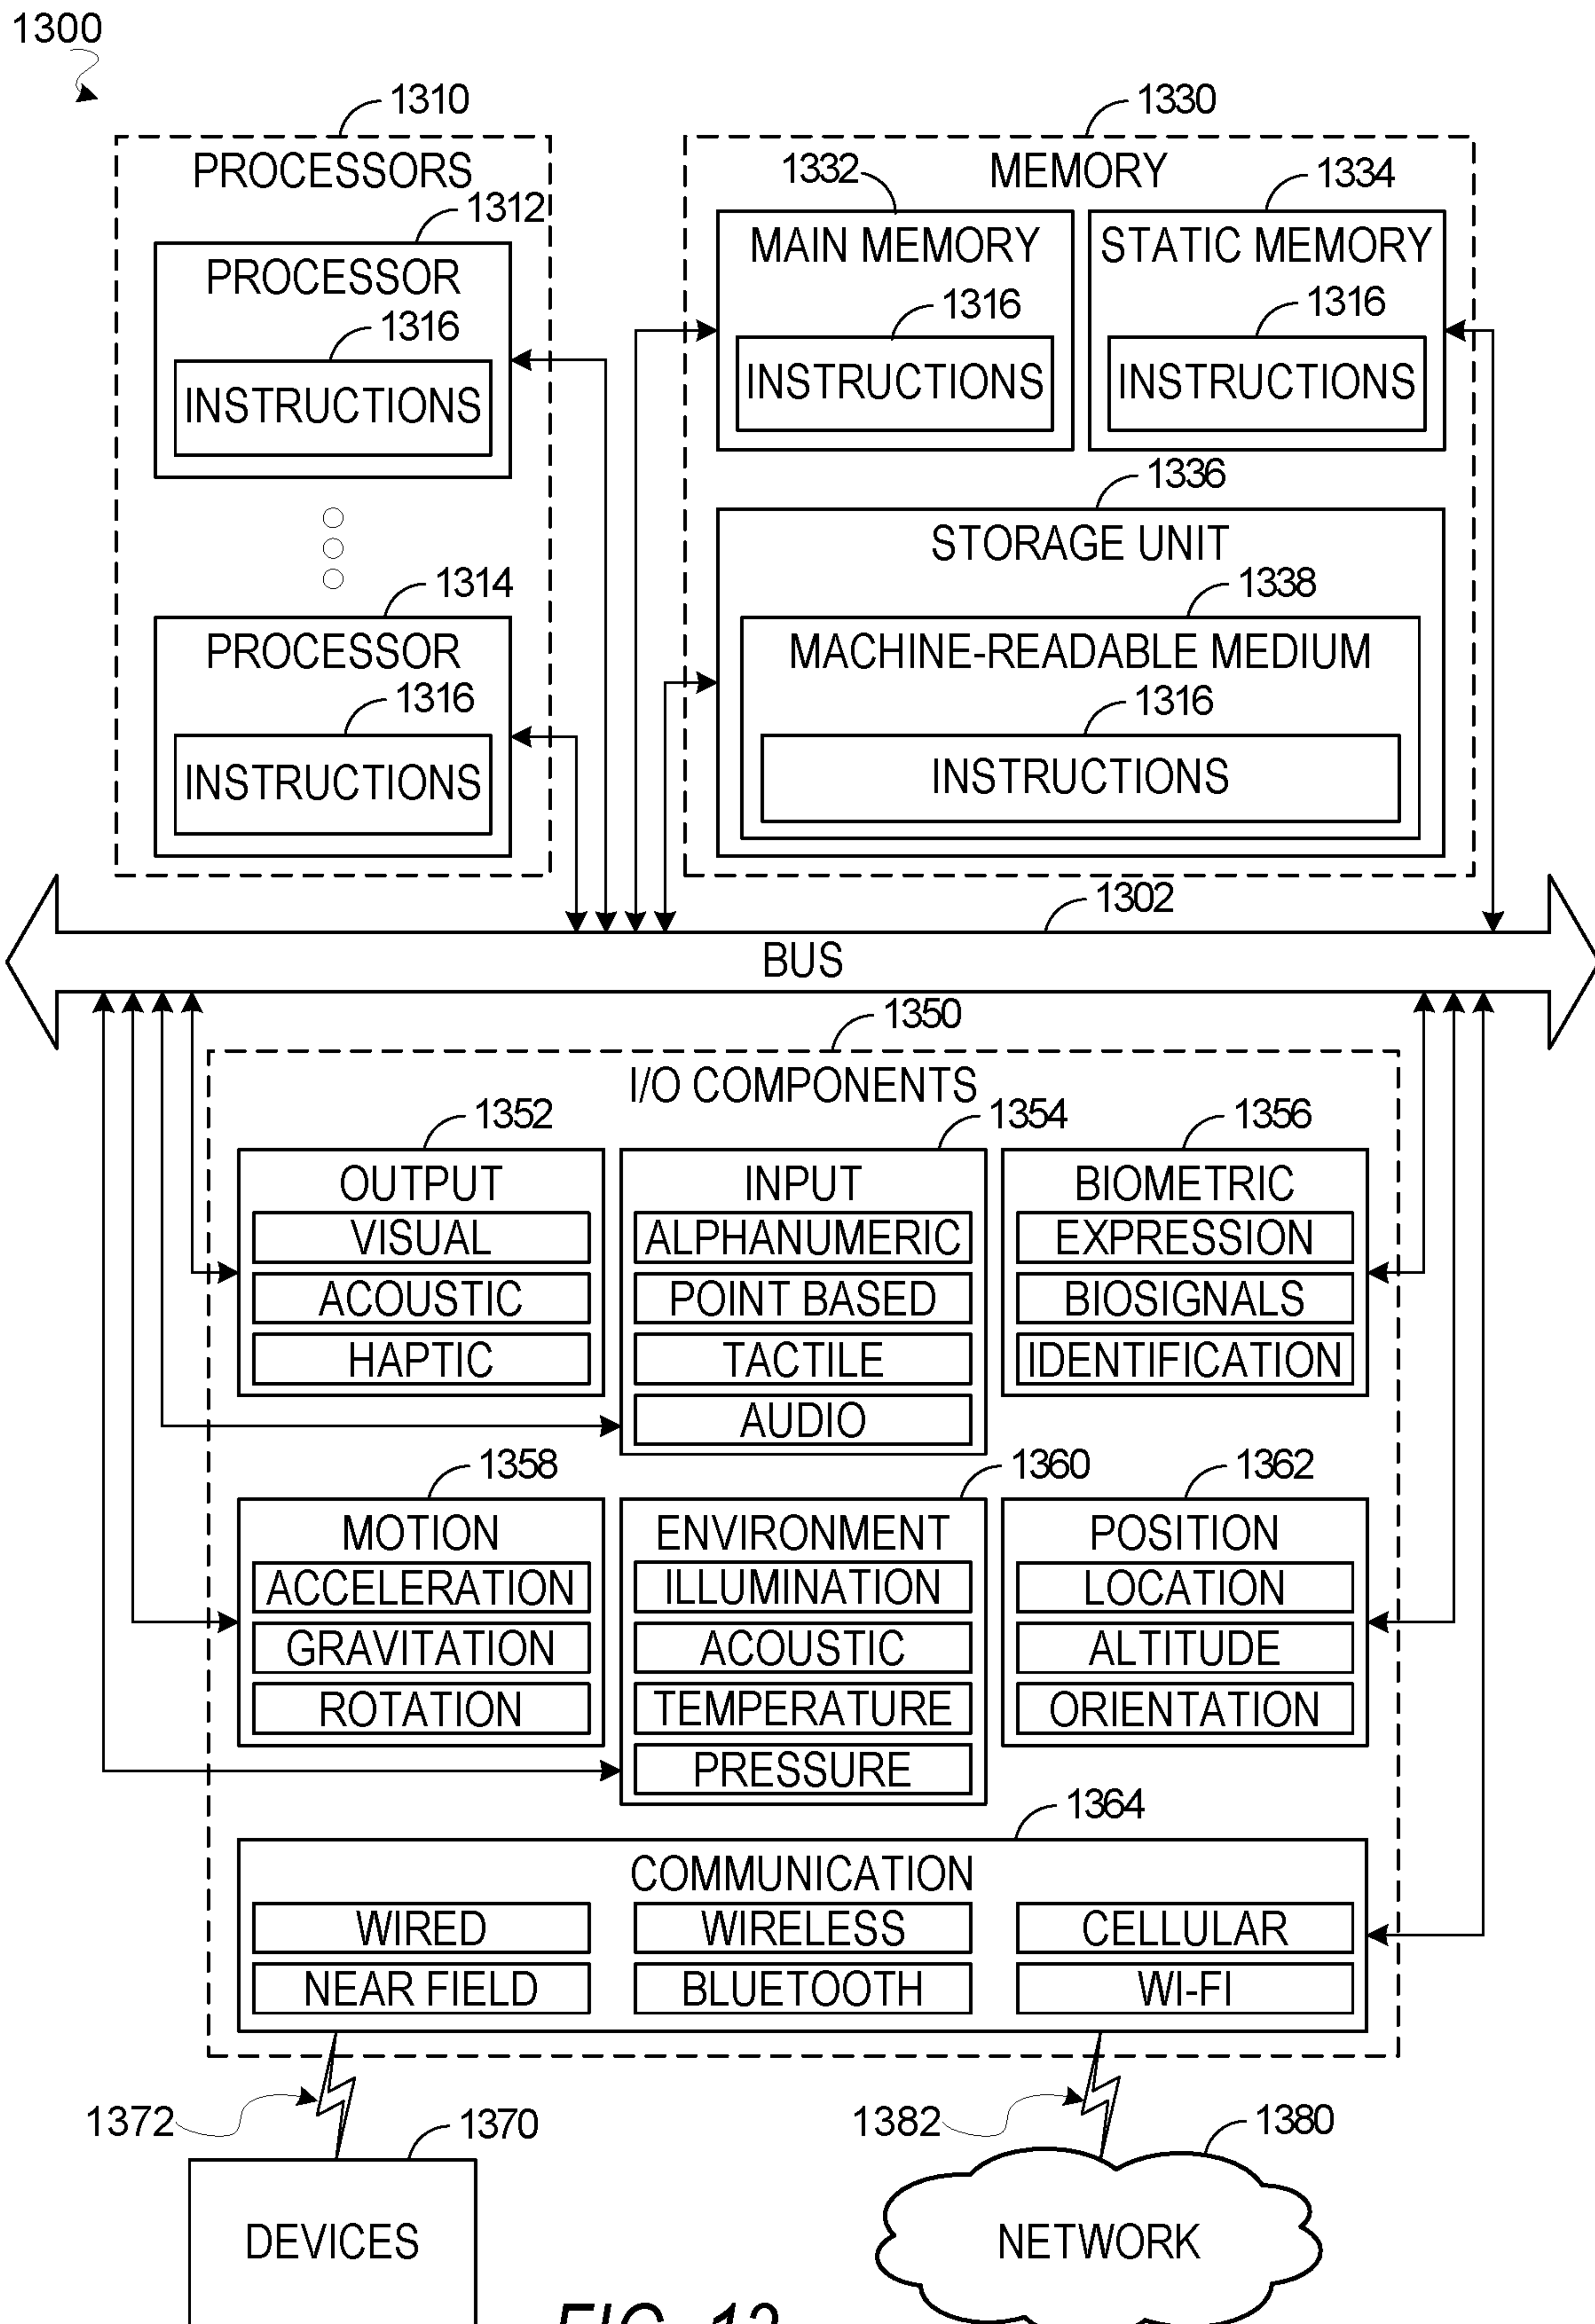 1300
1310
PROCESSORS
1312
PROCESSOR
1316
INSTRUCTIONS
1314
PROCESSOR
1316
INSTRUCTIONS
1330
MEMORY
1332
MAIN MEMORY
1316
INSTRUCTIONS
1334
STATIC MEMORY
1316
INSTRUCTIONS
1336
STORAGE UNIT
1338
MACHINE-READABLE MEDIUM
1316
INSTRUCTIONS
1302
BUS
1350
I/O COMPONENTS
1352
OUTPUT
VISUAL
ACOUSTIC
HAPTIC
1354
INPUT
ALPHANUMERIC
POINT BASED
TACTILE
AUDIO
1356
BIOMETRIC
EXPRESSION
BIOSIGNALS
IDENTIFICATION
1358
MOTION
ACCELERATION
GRAVITATION
ROTATION
1360
ENVIRONMENT
ILLUMINATION
ACOUSTIC
TEMPERATURE
PRESSURE
1362
POSITION
LOCATION
ALTITUDE
ORIENTATION
1364
COMMUNICATION
WIRED
WIRELESS
CELLULAR
NEAR FIELD
BLUETOOTH
WI-FI
1372
1370
DEVICES
1382
1380
NETWORK
FIG. 13